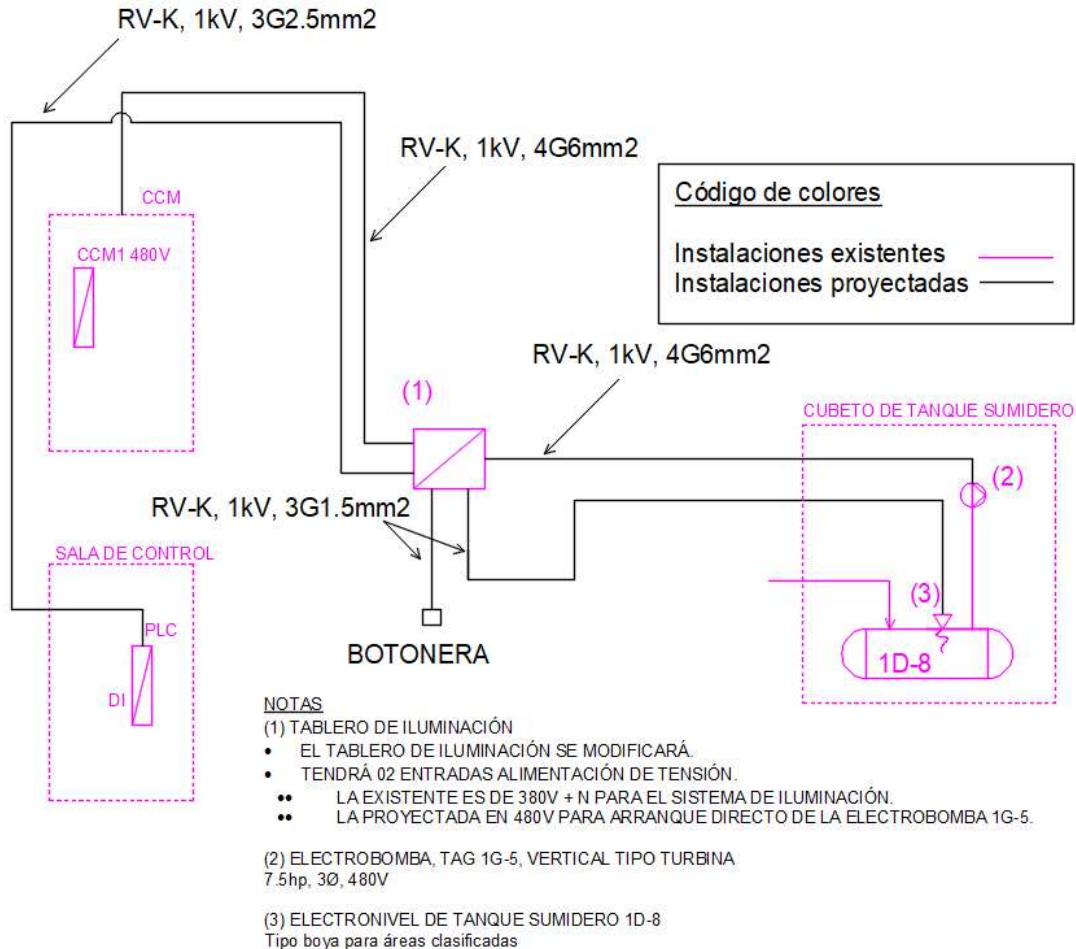 RV-K, 1kV, 3G2.5mm2
RV-K, 1kV, 4G6mm2
CCM
CCM1 480V
Código de colores
Instalaciones existentes
Instalaciones proyectadas
RV-K, 1kV, 4G6mm2
(1)
CUBETO DE TANQUE SUMIDERO
(2)
RV-K, 1kV, 3G1.5mm2
SALA DE CONTROL
(3)
PLC
BOTONERA
1D-8
DI
NOTAS
(1) TABLERO DE ILUMINACIÓN
• EL TABLERO DE ILUMINACIÓN SE MODIFICARÁ.
• TENDRÁ 02 ENTRADAS ALIMENTACIÓN DE TENSIÓN.
•• LA EXISTENTE ES DE 380V + N PARA EL SISTEMA DE ILUMINACIÓN.
•• LA PROYECTADA EN 480V PARA ARRANQUE DIRECTO DE LA ELECTROBOMBA 1G-5.
(2) ELECTROBOMBA, TAG 1G-5, VERTICAL TIPO TURBINA
7.5hp, 3Ø, 480V
(3) ELECTRONIVEL DE TANQUE SUMIDERO 1D-8
Tipo boya para áreas clasificadas